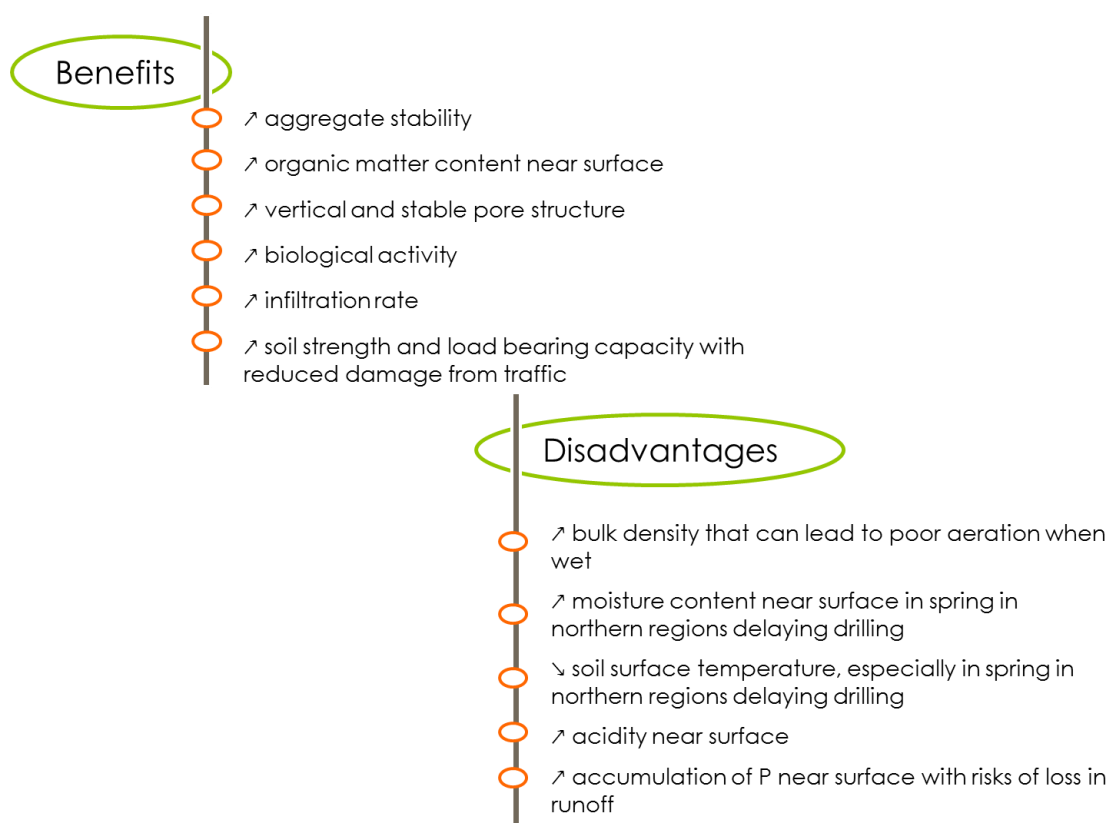 Benefits
↗ aggregate stability
↗ organic matter content near surface
↗ vertical and stable pore structure
↗ biological activity
↗ infiltration rate
↗ soil strength and load bearing capacity with
reduced damage from traffic
Disadvantages
↗ bulk density that can lead to poor aeration when
wet
↗ moisture content near surface in spring in
northern regions delaying drilling
↘ soil surface temperature, especially in spring in
northern regions delaying drilling
↗ acidity near surface
↗ accumulation of P near surface with risks of loss in
runoff